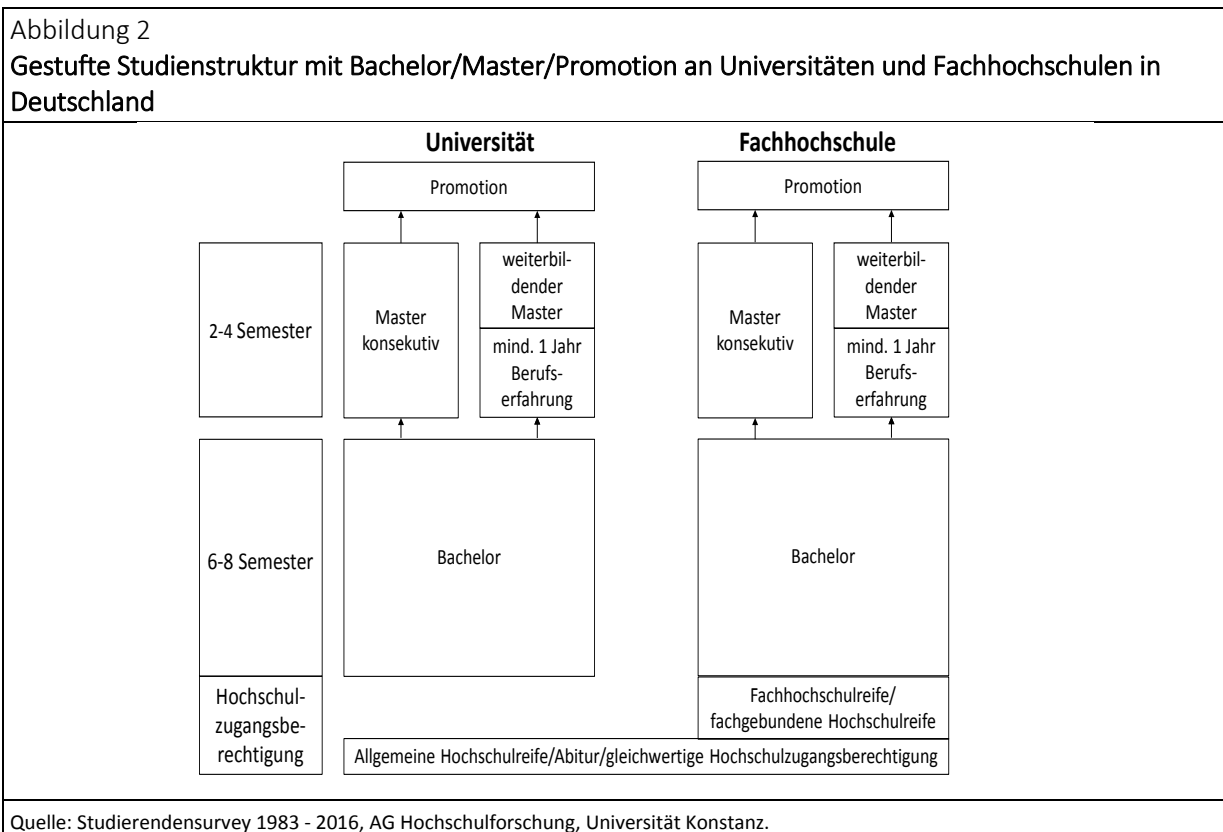 Abbildung 2
Gestufte Studienstruktur mit Bachelor/Master/Promotion an Universitäten und Fachhochschulen in
Deutschland
Universität
Fachhochschule
Promotion
Promotion
2-4 Semester
Master
konsekutiv
weiterbil-
dender
Master
mind. 1 Jahr
Berufs-
erfahrung
Master
konsekutiv
weiterbil-
dender
Master
mind. 1 Jahr
Berufs-
erfahrung
6-8 Semester
Bachelor
Bachelor
Hochschul-
zugangsbe-
rechtigung
Fachhochschulreife/
fachgebundene Hochschulreife
Allgemeine Hochschulreife/Abitur/gleichwertige Hochschulzugangsberechtigung
Quelle: Studierendensurvey 1983 - 2016, AG Hochschulforschung, Universität Konstanz.